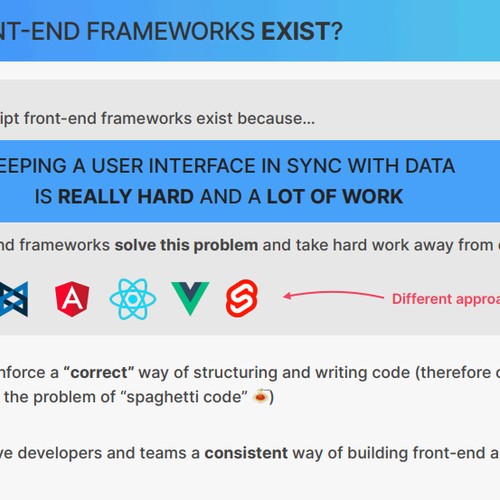 NT-END FRAMEWORKS EXIST?
ipt front-end frameworks exist because...
EEPING A USER INTERFACE IN SYNC WITH DATA
IS REALLY HARD AND A LOT OF WORK
nd frameworks solve this problem and take hard work away from
Different approa
nforce a “correct” way of structuring and writing code (therefore
the problem of “spaghetti code” 🍝)
ve developers and teams a consistent way of building front-end a